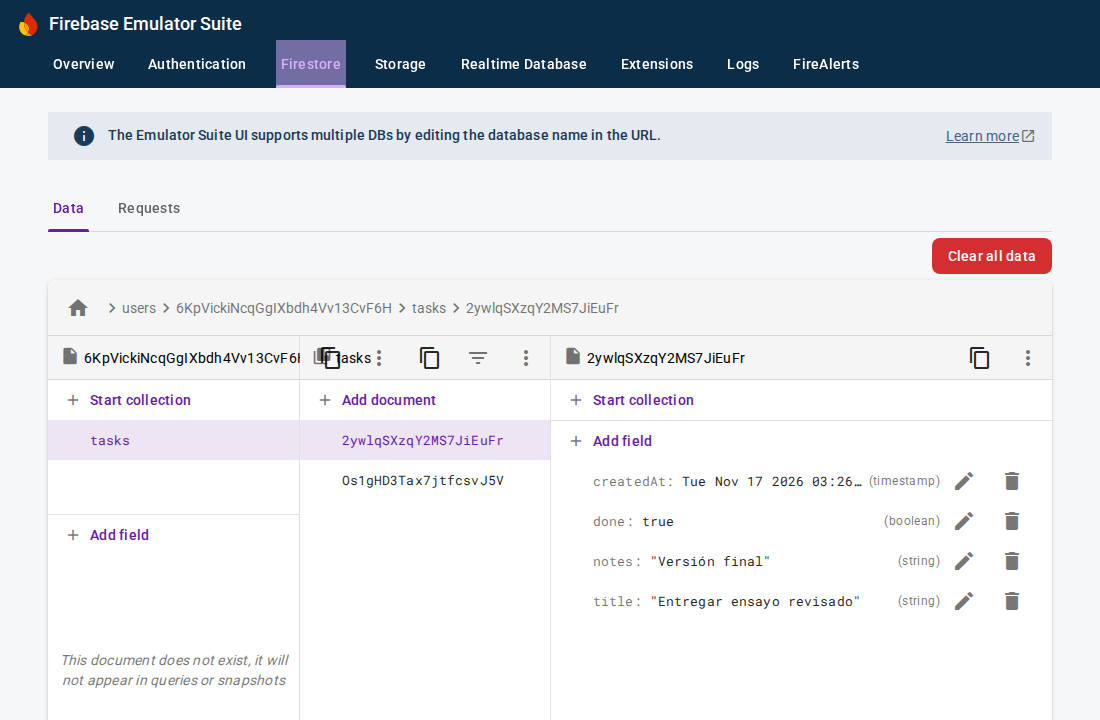 Firebase Emulator Suite
Overview Authentication Firestore Storage Realtime Database Extensions Logs FireAlerts
The Emulator Suite UI supports multiple DBs by editing the database name in the URL. Learn more
Data Requests
Clear all data
users 6KpVickiNcqGgIXbdh4Vv13CvF6H tasks 2ywlqSXzqY2MS7JiEuFr
6KpVickiNcqGgIXbdh4Vv13CvF6H tasks 2ywlqSXzqY2MS7JiEuFr
Start collection Add document Start collection
tasks 2ywlqSXzqY2MS7JiEuFr Add field
Os1gHD3Tax7jtfcsvJ5V createdAt: Tue Nov 17 2026 03:26… (timestamp)
done: true (boolean)
Add field
notes: "Versión final" (string)
title: "Entregar ensayo revisado" (string)
This document does not exist, it will
not appear in queries or snapshots